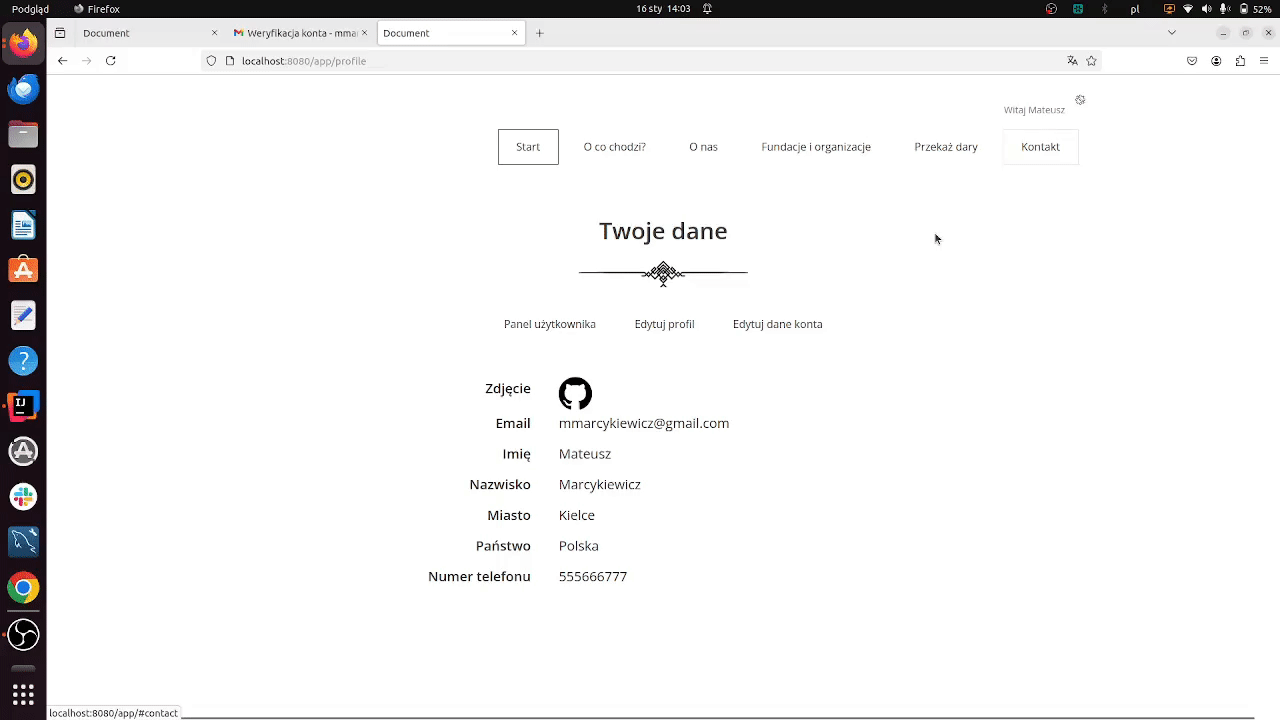 Podgląd Firefox 16 sty 14:03 pl 52%
Document Weryfikacja konta - mmar Document
localhost:8080/app/profile
Witaj Mateusz
Start O co chodzi? O nas Fundacje i organizacje Przekaż dary Kontakt
Twoje dane
Panel użytkownika Edytuj profil Edytuj dane konta
Zdjęcie
Email mmarcykiewicz@gmail.com
Imię Mateusz
Nazwisko Marcykiewicz
Miasto Kielce
Państwo Polska
Numer telefonu 555666777
localhost:8080/app/#contact